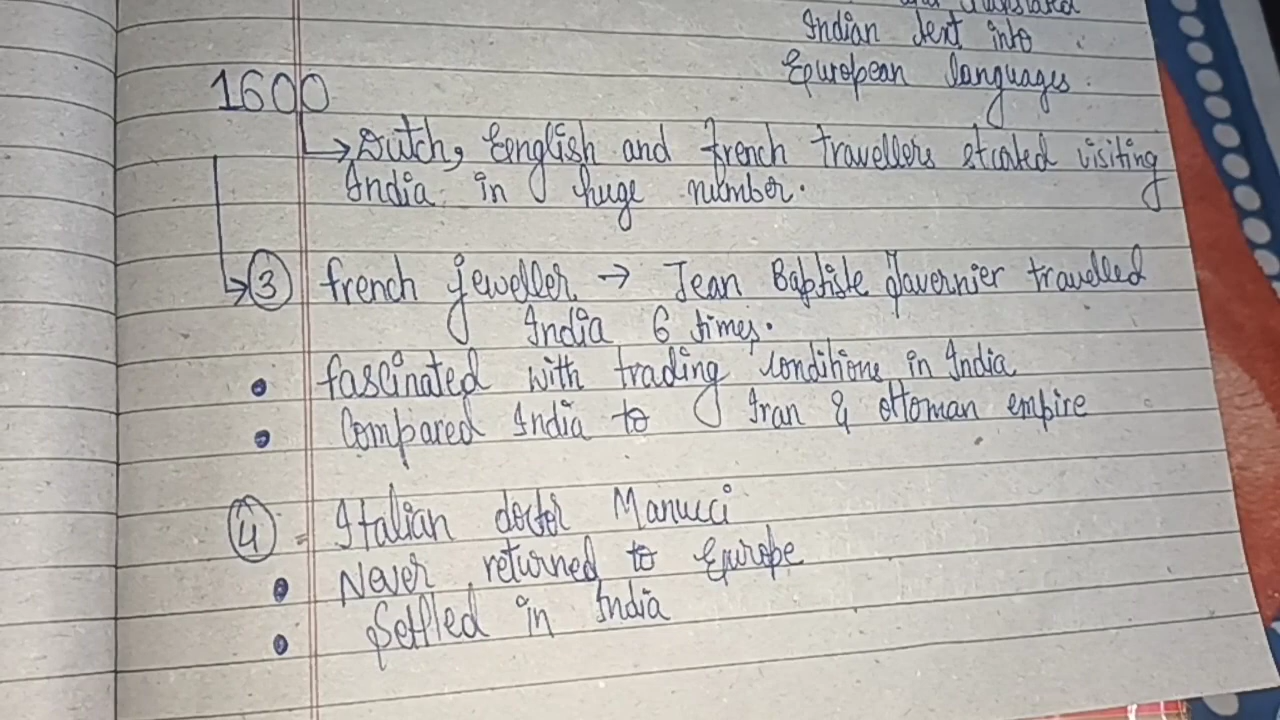 and translated
Indian text into
European languages.
1600
→ Dutch, English and french travellers started visiting
India in huge number.
→ 3 french jeweller → Jean Baptiste Tavernier travelled
India 6 times.
• fascinated with trading conditions in India
• Compared India to Iran & ottoman empire
4 Italian doctor Manucci
• Never returned to Europe
• Settled in India